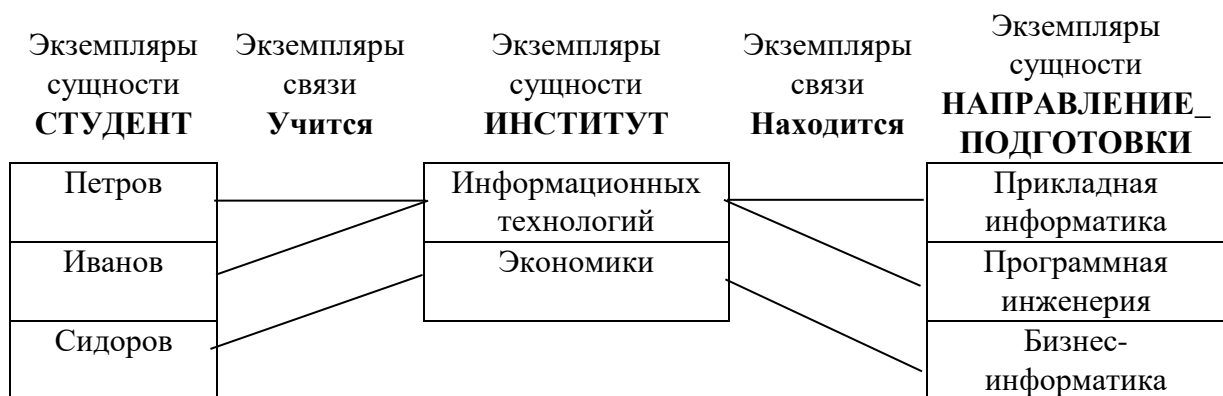 Экземпляры
сущности
СТУДЕНТ
Экземпляры
связи
Учится
Экземпляры
сущности
ИНСТИТУТ
Экземпляры
связи
Находится
Экземпляры
сущности
НАПРАВЛЕНИЕ_
ПОДГОТОВКИ
Петров
Иванов
Сидоров
Информационных
технологий
Экономики
Прикладная
информатика
Программная
инженерия
Бизнес-
информатика